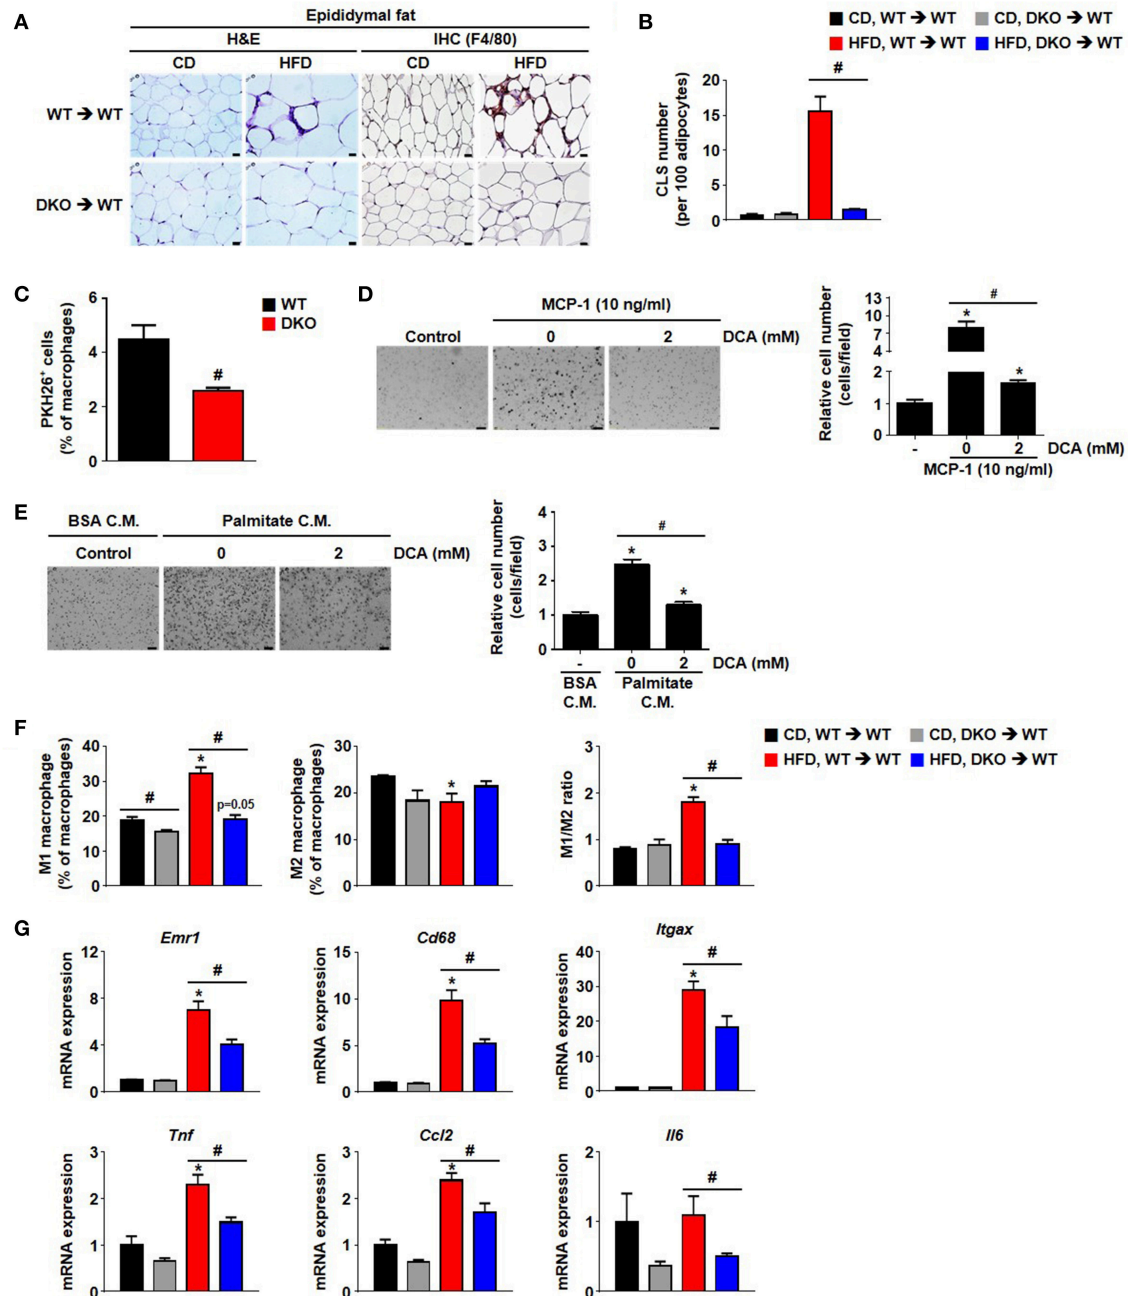 A
Epididymal fat
H&E IHC (F4/80)
CD HFD CD HFD
WT ➔ WT
DKO ➔ WT
B
CD, WT ➔ WT CD, DKO ➔ WT
HFD, WT ➔ WT HFD, DKO ➔ WT
CLS number
(per 100 adipocytes)
20
15
10
5
0
#
C
PKH26+ cells
(% of macrophages)
6
4
2
0
#
WT
DKO
D
MCP-1 (10 ng/ml)
Control 0 2 DCA (mM)
Relative cell number
(cells/field)
13
10
7
4
2
1
0
#
*
*
- 0 2 DCA (mM)
MCP-1 (10 ng/ml)
E
BSA C.M. Palmitate C.M.
Control 0 2 DCA (mM)
Relative cell number
(cells/field)
4
3
2
1
0
#
*
*
- 0 2 DCA (mM)
BSA Palmitate
C.M. C.M.
F
CD, WT ➔ WT CD, DKO ➔ WT
HFD, WT ➔ WT HFD, DKO ➔ WT
M1 macrophage
(% of macrophages)
40
30
20
10
0
#
#
*
p=0.05
M2 macrophage
(% of macrophages)
30
20
10
0
*
M1/M2 ratio
3
2
1
0
#
*
G
Emr1
mRNA expression
12
8
4
0
#
*
Cd68
mRNA expression
15
10
5
0
#
*
Itgax
mRNA expression
40
30
20
10
0
#
*
Tnf
mRNA expression
3
2
1
0
#
*
Ccl2
mRNA expression
3
2
1
0
#
*
Il6
mRNA expression
2
1
0
#